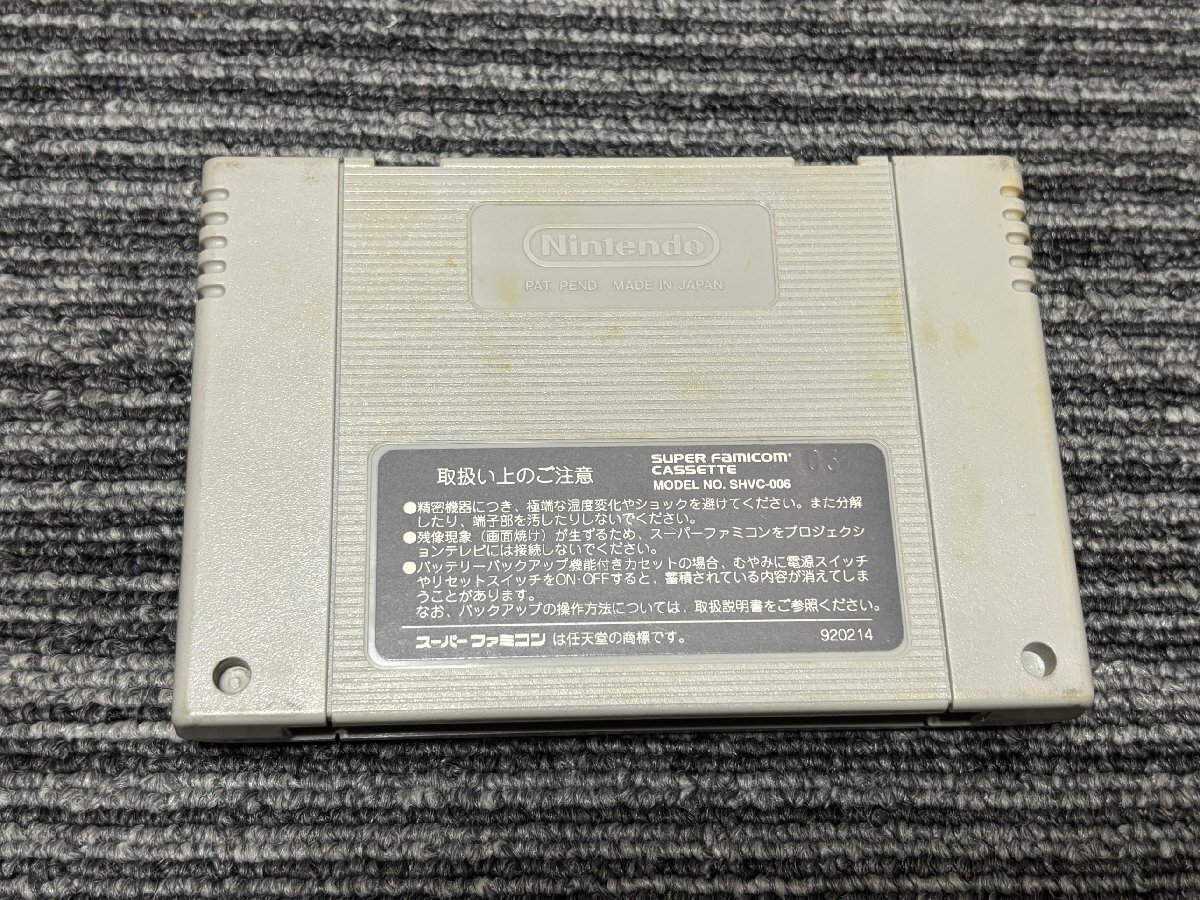 Nintendo
PAT. PEND. MADE IN JAPAN
取扱い上のご注意
SUPER FAMICOM
CASSETTE
MODEL NO. SHVC-006
●精密機器につき、極端な温度変化やショックを避けてください。また分解
したり、端子部を汚したりしないでください。
●残像現象(画面焼け)が生ずるため、スーパーファミコンをプロジェクシ
ョンテレビには接続しないでください。
●バッテリーバックアップ機能付きカセットの場合、むやみに電源スイッチ
やリセットスイッチをON・OFFすると、蓄積されている内容が消えてしま
うことがあります。
なお、バックアップの操作方法については、取扱説明書をご参照ください。
スーパーファミコンは任天堂の商標です。
920214